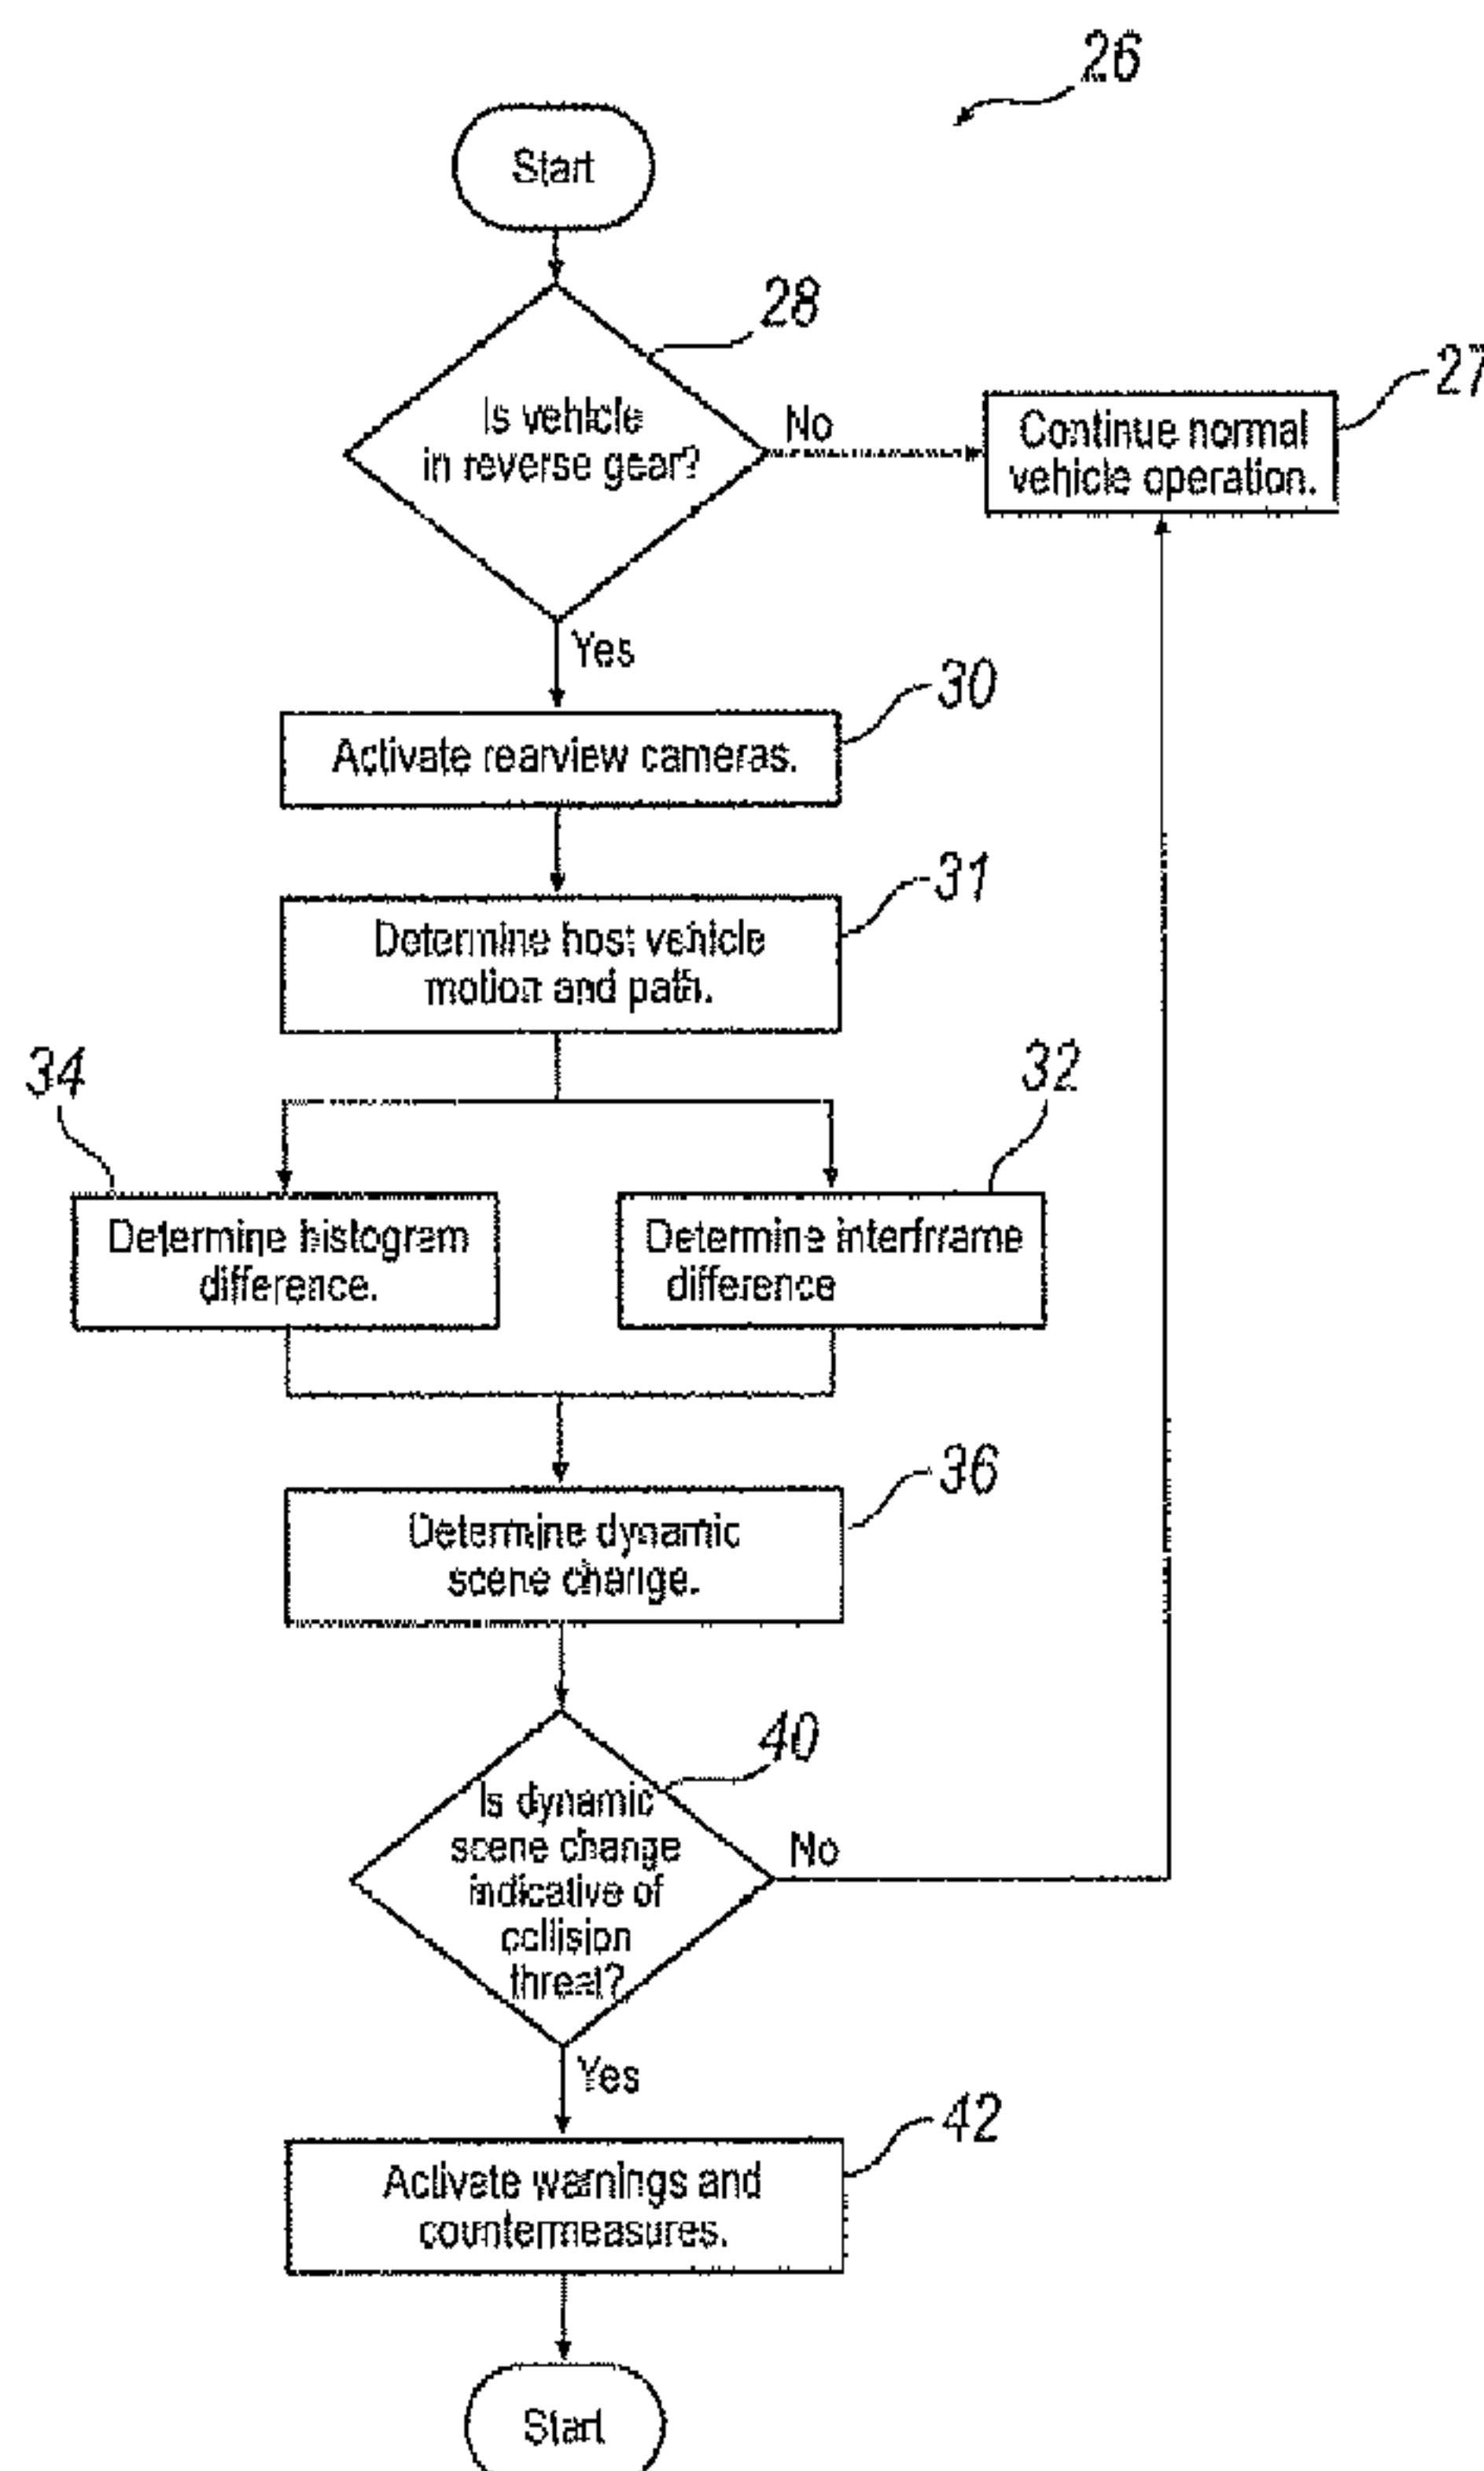 26
Start
28
Is vehicle
in reverse gear?
No
27
Continue normal
vehicle operation.
Yes
30
Activate rearview cameras.
31
Determine host vehicle
motion and path.
34
32
Determine histogram
difference.
Determine interfrrame
difference
36
Determine dynamic
scene change.
40
Is dynamic
scene change
indicative of
collision
threat?
No
Yes
42
Activate warnings and
countermeasures.
Start